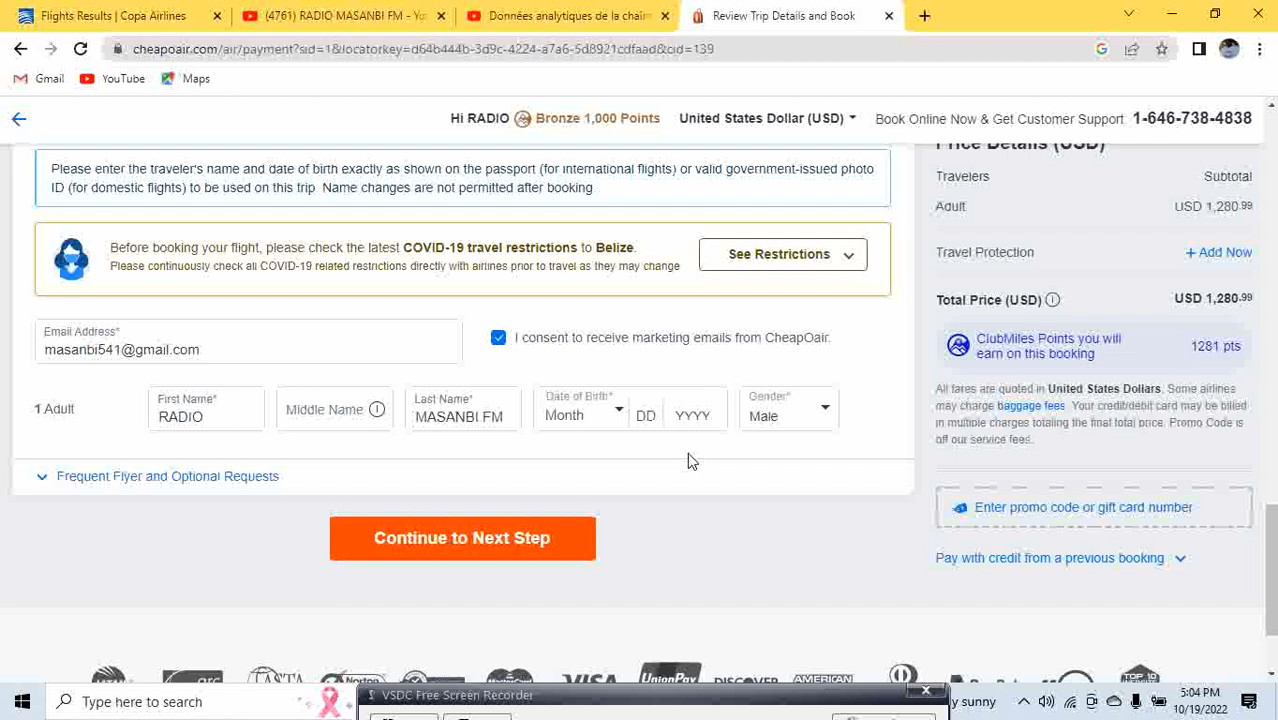 Flights Results | Copa Airlines
(4761) RADIO MASANBI FM - Yo
Données analytiques de la chaîn
Review Trip Details and Book
cheapoair.com/air/payment?sid=1&locatorkey=d64b444b-3d9c-4224-a7a6-5d8921cdfaad&cid=139
Gmail YouTube Maps
Hi RADIO Bronze 1,000 Points United States Dollar (USD) Book Online Now & Get Customer Support 1-646-738-4838
Please enter the traveler's name and date of birth exactly as shown on the passport (for international flights) or valid government-issued photo
ID (for domestic flights) to be used on this trip. Name changes are not permitted after booking
Before booking your flight, please check the latest COVID-19 travel restrictions to Belize.
Please continuously check all COVID-19 related restrictions directly with airlines prior to travel as they may change
See Restrictions
Email Address*
masanbi541@gmail.com
I consent to receive marketing emails from CheapOair.
1 Adult
First Name*
RADIO
Middle Name
Last Name*
MASANBI FM
Date of Birth*
Month DD YYYY
Gender*
Male
Frequent Flyer and Optional Requests
Continue to Next Step
Price Details (USD)
Travelers Subtotal
Adult USD 1,280.99
Travel Protection + Add Now
Total Price (USD) USD 1,280.99
ClubMiles Points you will
earn on this booking
1281 pts
All fares are quoted in United States Dollars. Some airlines
may charge baggage fees. Your credit/debit card may be billed
in multiple charges totaling the final total price. Promo Code is
off our service fees.
Enter promo code or gift card number
Pay with credit from a previous booking
ASTA Norton MasterCard VISA UnionPay DISCOVER AMERICAN TOP 10
Type here to search
VSDC Free Screen Recorder
y sunny
5:04 PM
10/19/2022